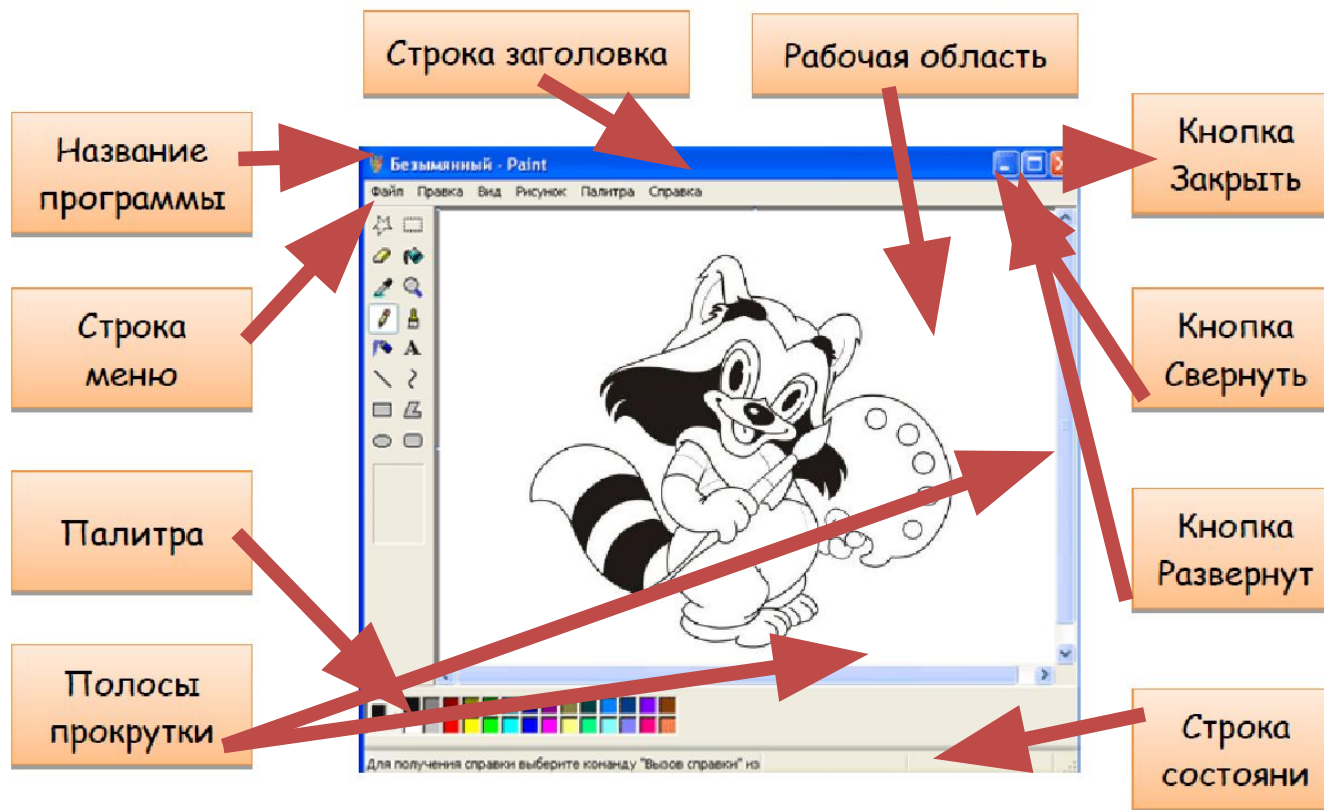 Строка заголовка
Рабочая область
Название
программы
Кнопка
Закрыть
Безымянный - Paint
Файл Правка Вид Рисунок Палитра Справка
Строка
меню
A
Кнопка
Свернуть
Палитра
Кнопка
Развернут
Полосы
прокрутки
Строка
состояни
Для получения справки выберите команду "Вызов справки" из